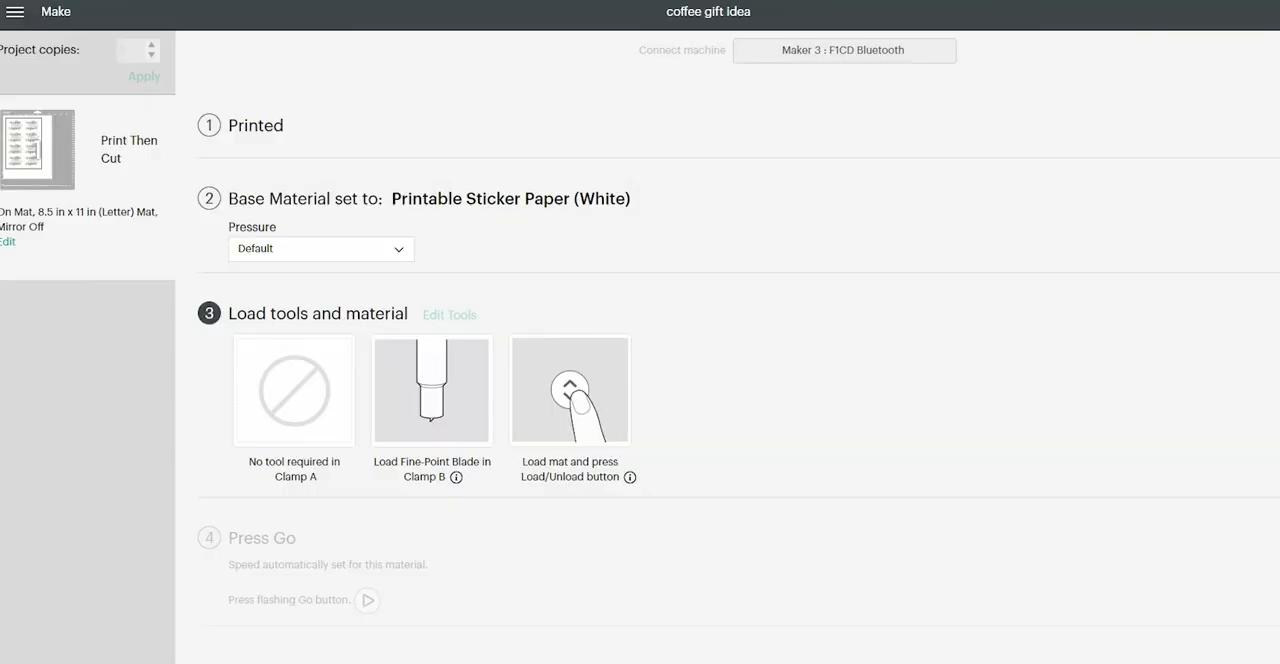 Make
coffee gift idea
Project copies:
Apply
Connect machine
Maker 3 : F1CD Bluetooth
Print Then
Cut
On Mat, 8.5 in x 11 in (Letter) Mat,
Mirror Off
Edit
1 Printed
2 Base Material set to: Printable Sticker Paper (White)
Pressure
Default
3 Load tools and material Edit Tools
No tool required in
Clamp A
Load Fine-Point Blade in
Clamp B
Load mat and press
Load/Unload button
4 Press Go
Speed automatically set for this material.
Press flashing Go button.